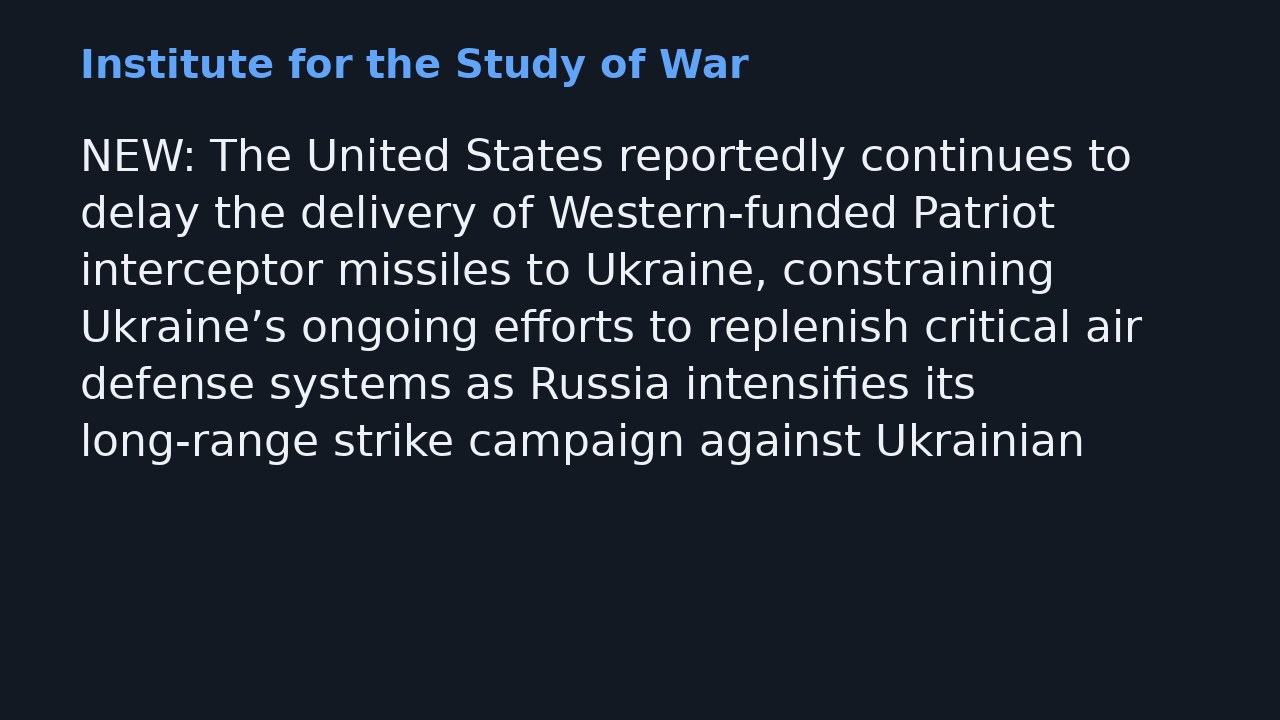 Institute for the Study of War
NEW: The United States reportedly continues to
delay the delivery of Western-funded Patriot
interceptor missiles to Ukraine, constraining
Ukraine’s ongoing efforts to replenish critical air
defense systems as Russia intensifies its
long-range strike campaign against Ukrainian